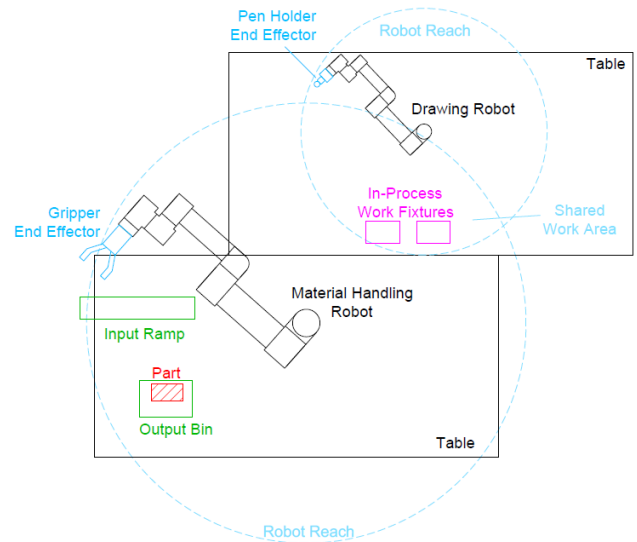 Pen Holder
End Effector
Robot Reach
Table
Drawing Robot
In-Process
Work Fixtures
Shared
Work Area
Gripper
End Effector
Material Handling
Robot
Input Ramp
Part
Output Bin
Table
Robot Reach